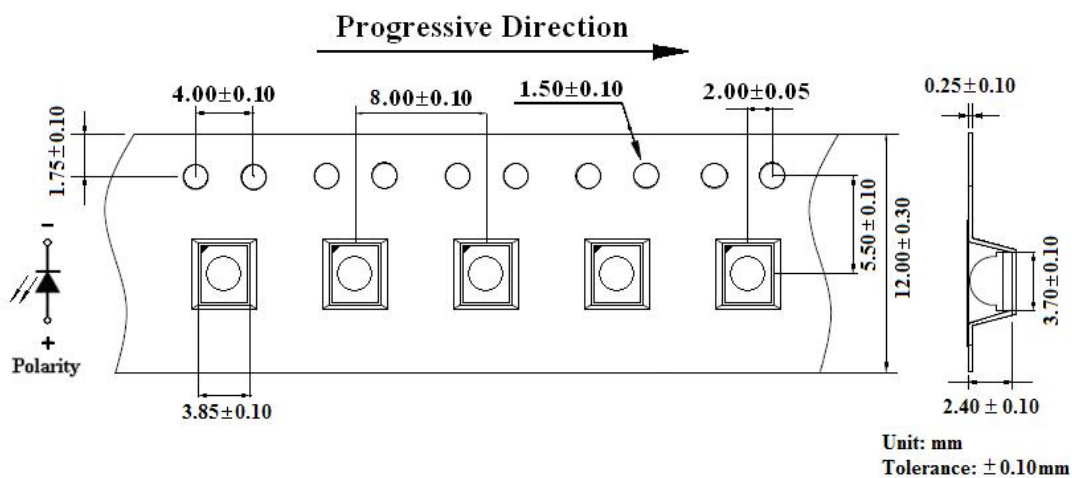 Progressive Direction
4.00±0.10
8.00±0.10
1.50±0.10
2.00±0.05
0.25±0.10
1.75±0.10
5.50±0.10
12.00±0.30
3.70±0.10
-
+
Polarity
3.85±0.10
2.40 ± 0.10
Unit: mm
Tolerance: ±0.10mm